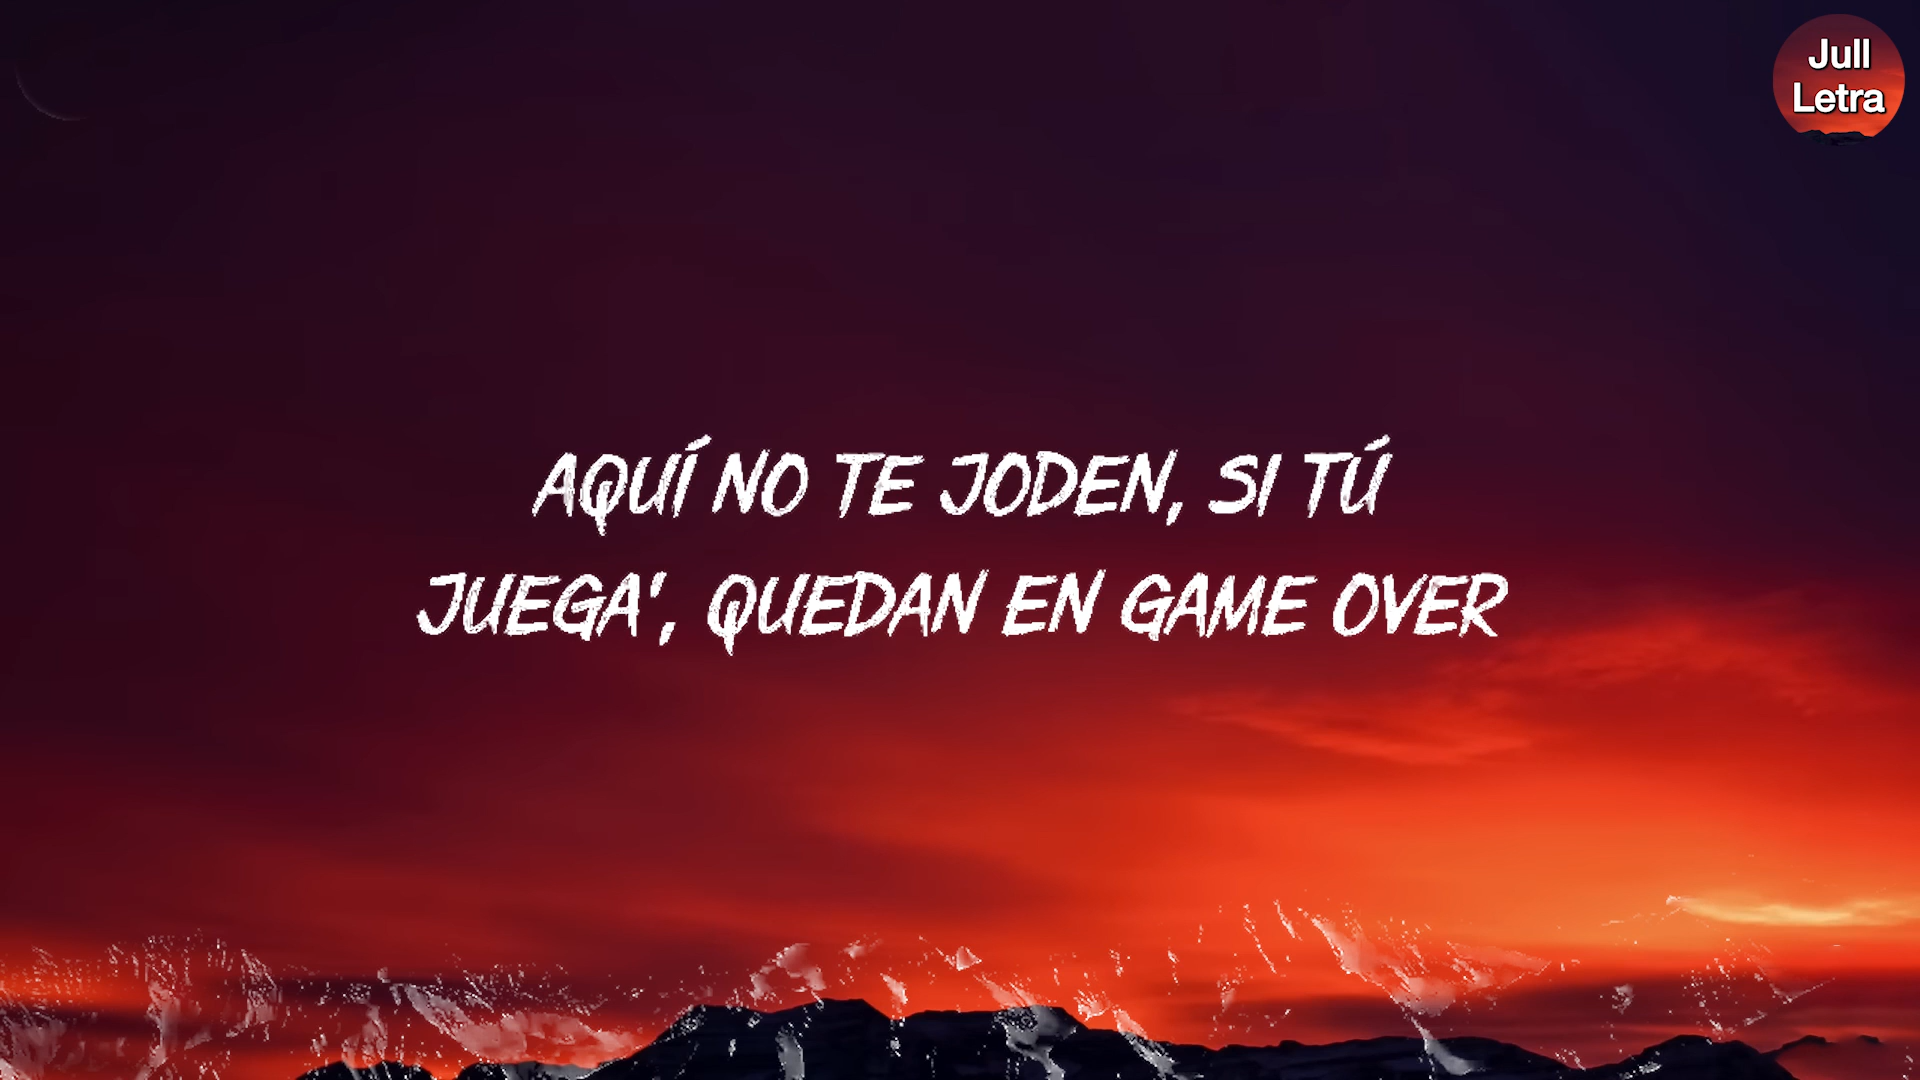 Jull
Letra
AQUÍ NO TE JODEN, SI TÚ
JUEGA', QUEDAN EN GAME OVER